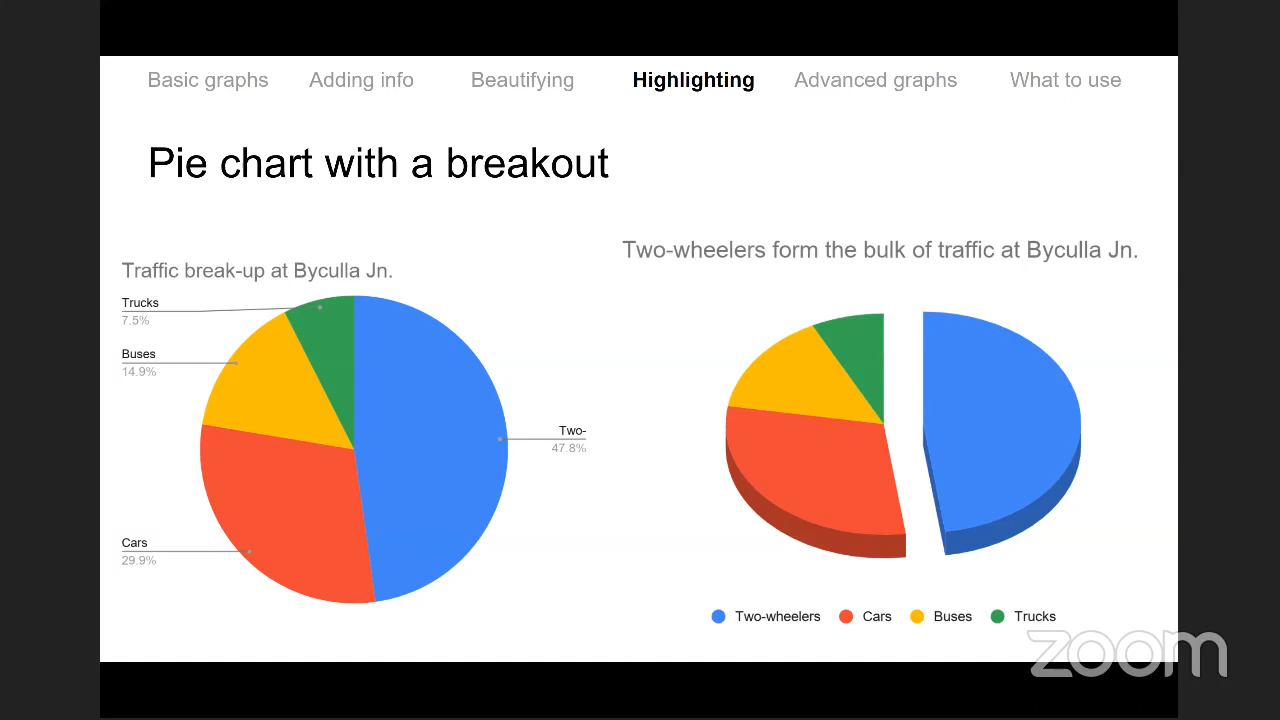 Basic graphs Adding info Beautifying Highlighting Advanced graphs What to use
Pie chart with a breakout
Traffic break-up at Byculla Jn.
Trucks
7.5%
Buses
14.9%
Two-
47.8%
Cars
29.9%
Two-wheelers form the bulk of traffic at Byculla Jn.
Two-wheelers Cars Buses Trucks
zoom